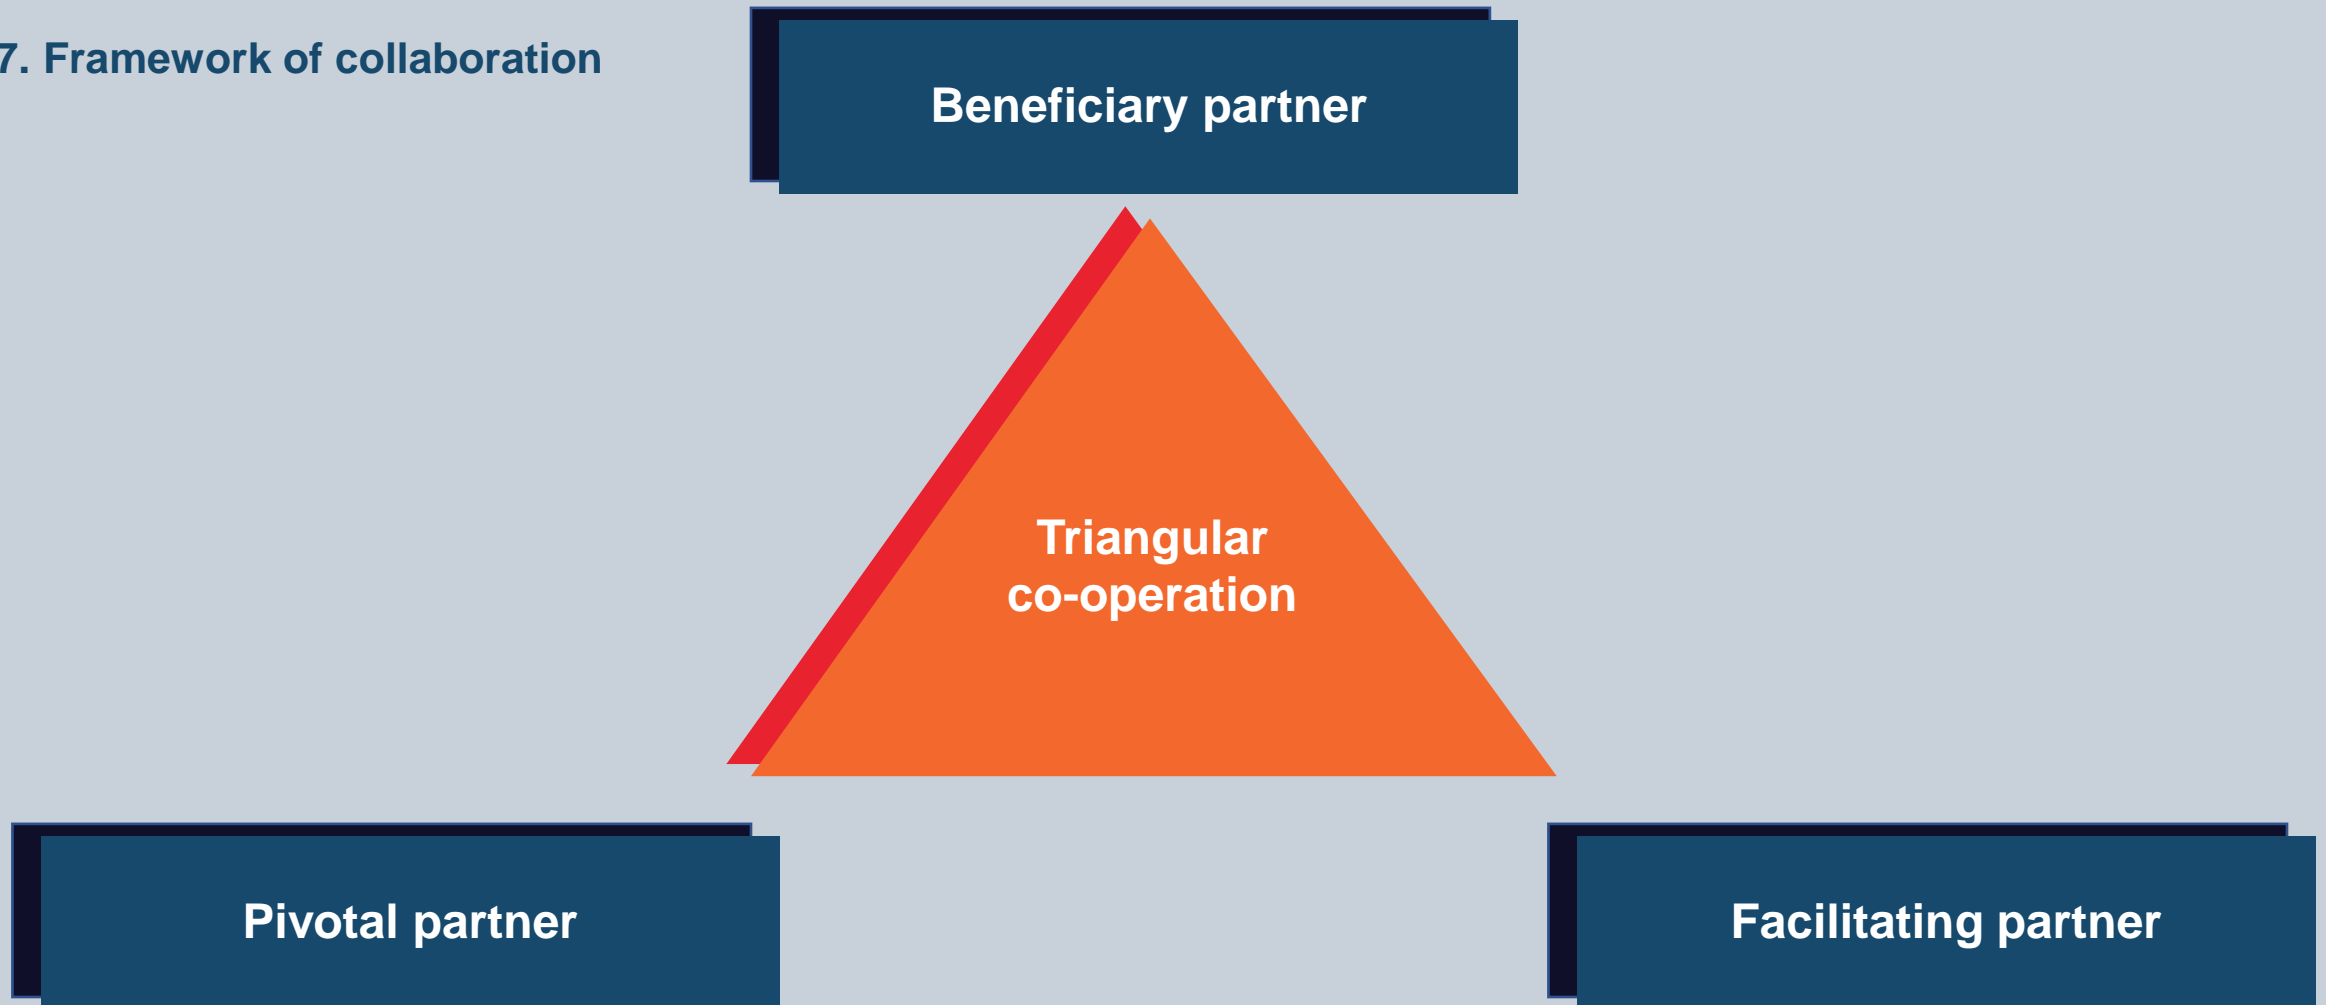 7. Framework of collaboration
Beneficiary partner
Triangular
co-operation
Pivotal partner
Facilitating partner